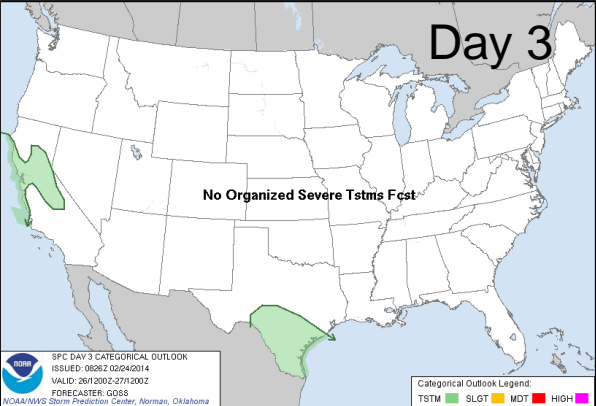 Day 3
No Organized Severe Tstms Fcst
NOAA
SPC DAY 3 CATEGORICAL OUTLOOK
ISSUED: 0826Z 02/24/2014
VALID: 26/1200Z-27/1200Z
FORECASTER: GOSS
NOAA/NWS Storm Prediction Center, Norman, Oklahoma
Categorical Outlook Legend:
TSTM SLGT MDT HIGH